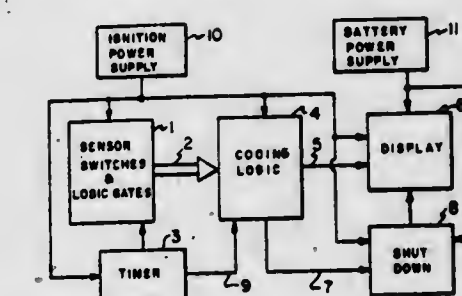 IGNITION
POWER
SUPPLY
10
BATTERY
POWER
SUPPLY
11
1
SENSOR
SWITCHES
&
LOGIC GATES
2
4
CODING
LOGIC
5
DISPLAY
3
TIMER
9
7
8
SHUT
DOWN